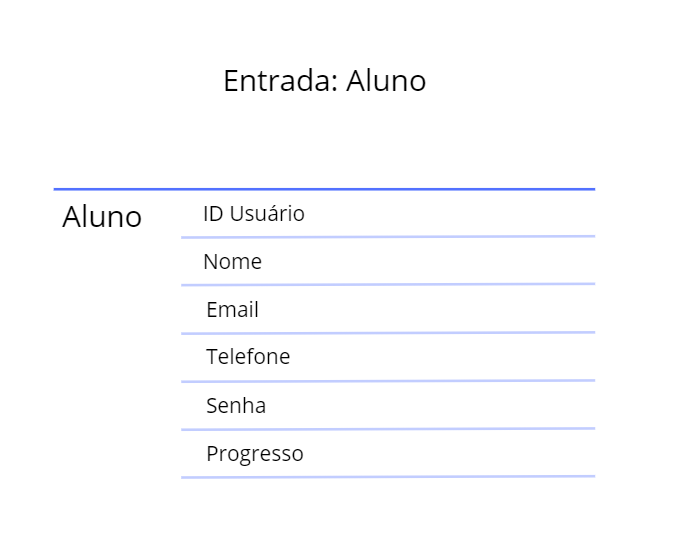 Entrada: Aluno
Aluno
ID Usuário
Nome
Email
Telefone
Senha
Progresso